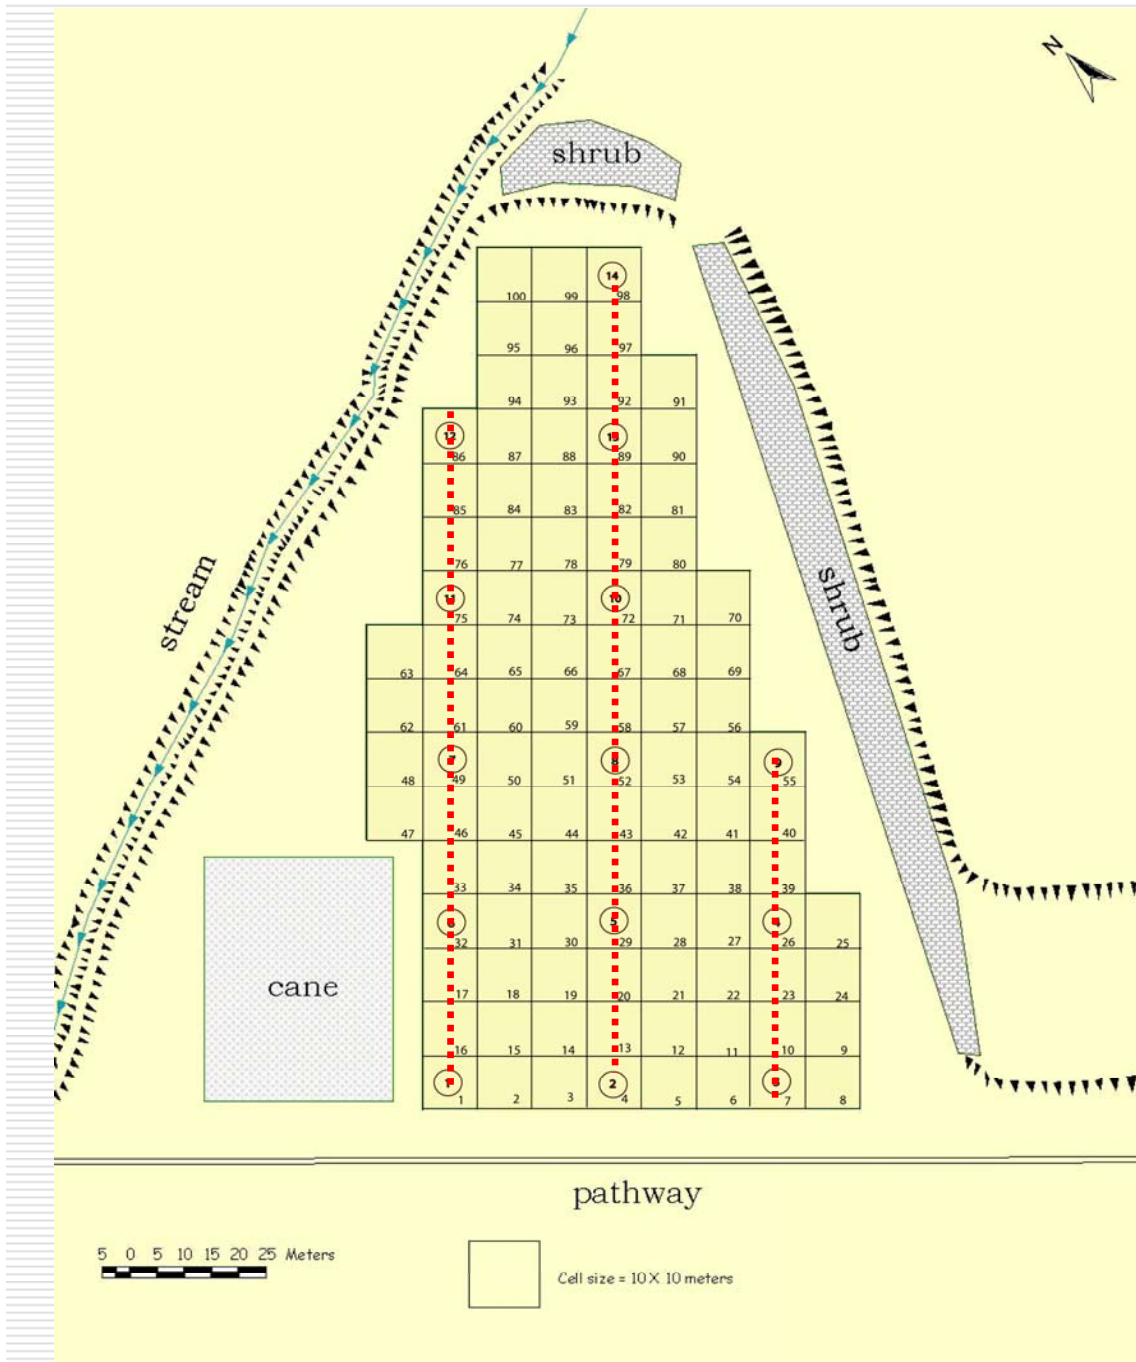 N
shrub
14
100 99 98
95 96 97
94 93 92 91
12 13
86 87 88 89 90
85 84 83 82 81
76 77 78 79 80
11 10
75 74 73 72 71 70
shrub
stream
63 64 65 66 67 68 69
62 61 60 59 58 57 56
7 8 9
48 49 50 51 52 53 54 55
47 46 45 44 43 42 41 40
33 34 35 36 37 38 39
6 5 4
32 31 30 29 28 27 26 25
cane
17 18 19 20 21 22 23 24
16 15 14 13 12 11 10 9
1 2 3
1 2 3 4 5 6 7 8
pathway
5 0 5 10 15 20 25 Meters
Cell size = 10 X 10 meters